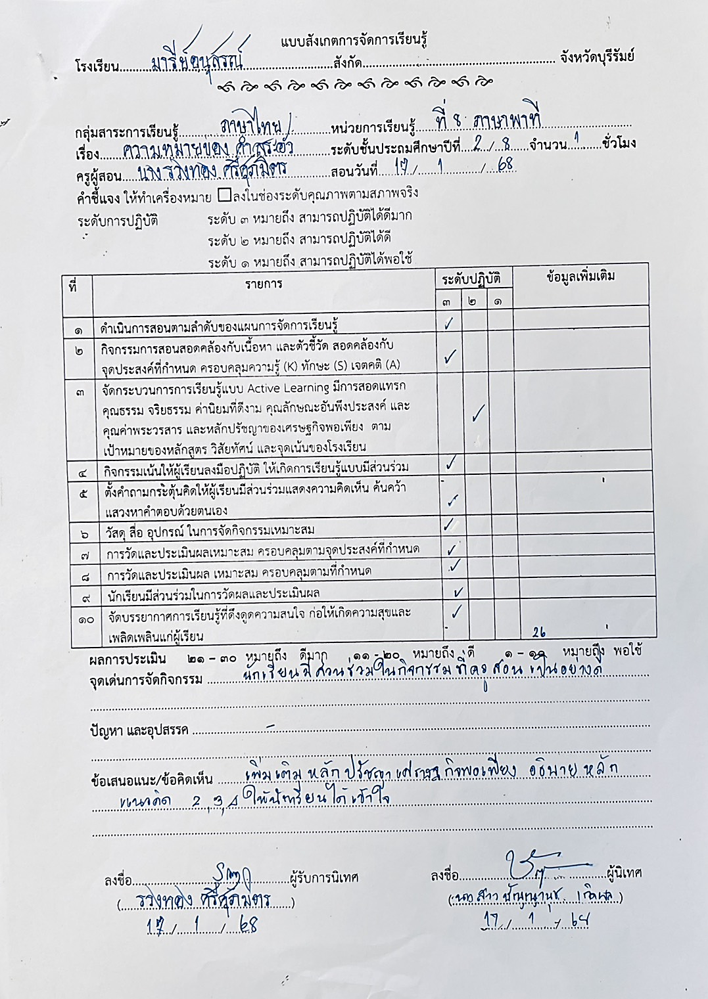 แบบสังเกตการจัดการเรียนรู้
โรงเรียน มารีย์อนุสรณ์ สังกัด จังหวัดบุรีรัมย์
กลุ่มสาระการเรียนรู้ ภาษาไทย หน่วยการเรียนรู้ ที่ 8 ภาษาพาที
เรื่อง ความหมายของ คำสระอัว ระดับชั้นประถมศึกษาปีที่ 2 / 8 จำนวน 1 ชั่วโมง
ครูผู้สอน นางรวงทอง ศรีศุภมิตร สอนวันที่ 17 / 1 / 68
คำชี้แจง ให้ทำเครื่องหมาย ☐ลงในช่องระดับคุณภาพตามสภาพจริง
ระดับการปฏิบัติ ระดับ ๓ หมายถึง สามารถปฏิบัติได้ดีมาก
ระดับ ๒ หมายถึง สามารถปฏิบัติได้ดี
ระดับ ๑ หมายถึง สามารถปฏิบัติได้พอใช้
ที่ รายการ ระดับปฏิบัติ ข้อมูลเพิ่มเติม
๓ ๒ ๑
๑ ดำเนินการสอนตามลำดับของแผนการจัดการเรียนรู้ ✓
๒ กิจกรรมการสอนสอดคล้องกับเนื้อหา และตัวชี้วัด สอดคล้องกับ
จุดประสงค์ที่กำหนด ครอบคลุมความรู้ (K) ทักษะ (S) เจตคติ (A) ✓
๓ จัดกระบวนการการเรียนรู้แบบ Active Learning มีการสอดแทรก
คุณธรรม จริยธรรม ค่านิยมที่ดีงาม คุณลักษณะอันพึงประสงค์ และ ✓
คุณค่าพระวรสาร และหลักปรัชญาของเศรษฐกิจพอเพียง ตาม
เป้าหมายของหลักสูตร วิสัยทัศน์ และจุดเน้นของโรงเรียน
๔ กิจกรรมเน้นให้ผู้เรียนลงมือปฏิบัติ ให้เกิดการเรียนรู้แบบมีส่วนร่วม ✓
๕ ตั้งคำถามกระตุ้นคิดให้ผู้เรียนมีส่วนร่วมแสดงความคิดเห็น ค้นคว้า
แสวงหาคำตอบด้วยตนเอง ✓
๖ วัสดุ สื่อ อุปกรณ์ ในการจัดกิจกรรมเหมาะสม ✓
๗ การวัดและประเมินผลเหมาะสม ครอบคลุมตามจุดประสงค์ที่กำหนด ✓
๘ การวัดและประเมินผล เหมาะสม ครอบคลุมตามที่กำหนด ✓
๙ นักเรียนมีส่วนร่วมในการวัดผลและประเมินผล ✓
๑๐ จัดบรรยากาศการเรียนรู้ที่ดึงดูดความสนใจ ก่อให้เกิดความสุขและ ✓
เพลิดเพลินแก่ผู้เรียน 26
ผลการประเมิน ๒๑ – ๓๐ หมายถึง ดีมาก ๑๑ – ๒๐ หมายถึง ดี ๑ – ๑๐ หมายถึง พอใช้
จุดเด่นการจัดกิจกรรม นักเรียนมีส่วนร่วมในกิจกรรม ที่ครูสอน เป็นอย่างดี
ปัญหา และอุปสรรค –
ข้อเสนอแนะ/ข้อคิดเห็น เพิ่มเติม หลัก ปรัชญา เศรษฐกิจพอเพียง อธิบาย หลัก
แนวคิด 2, 3, 4 ให้นักเรียนได้เข้าใจ
ลงชื่อ ผู้รับการนิเทศ ลงชื่อ ผู้นิเทศ
(รวงทอง ศรีศุภมิตร) (นางสาว ปัญญานุช)
17 / 1 / 68 17 / 1 / 68